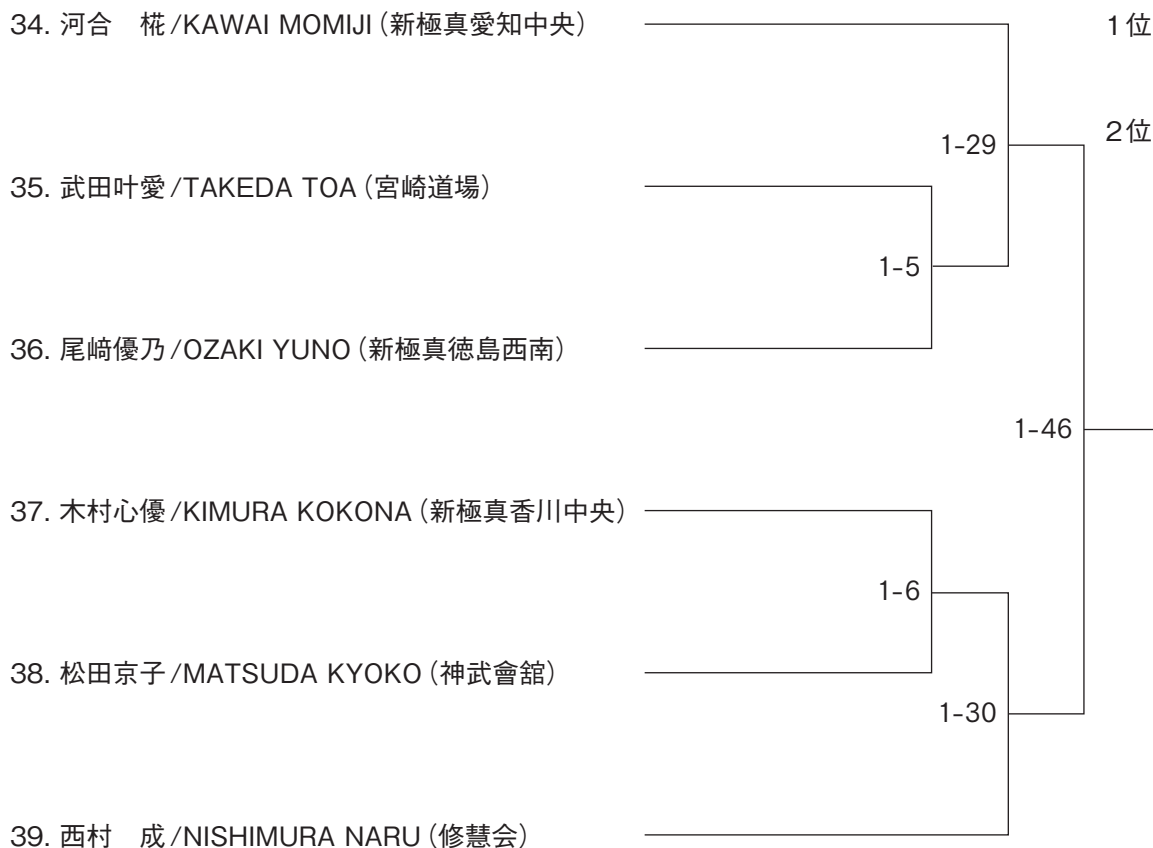 34. 河合　椛/KAWAI MOMIJI（新極真愛知中央）
1位
2位
1-29
35. 武田叶愛/TAKEDA TOA（宮崎道場）
1-5
36. 尾﨑優乃/OZAKI YUNO（新極真徳島西南）
1-46
37. 木村心優/KIMURA KOKONA（新極真香川中央）
1-6
38. 松田京子/MATSUDA KYOKO（神武會舘）
1-30
39. 西村　成/NISHIMURA NARU（修慧会）